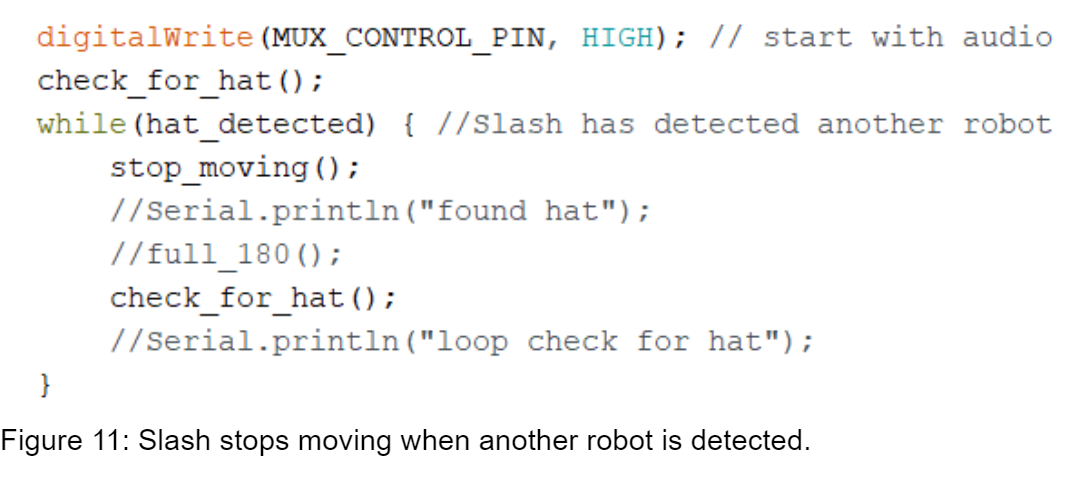 digitalWrite(MUX_CONTROL_PIN, HIGH); // start with audio
check_for_hat();
while(hat_detected) { //Slash has detected another robot
    stop_moving();
    //Serial.println("found hat");
    //full_180();
    check_for_hat();
    //Serial.println("loop check for hat");
}
Figure 11: Slash stops moving when another robot is detected.